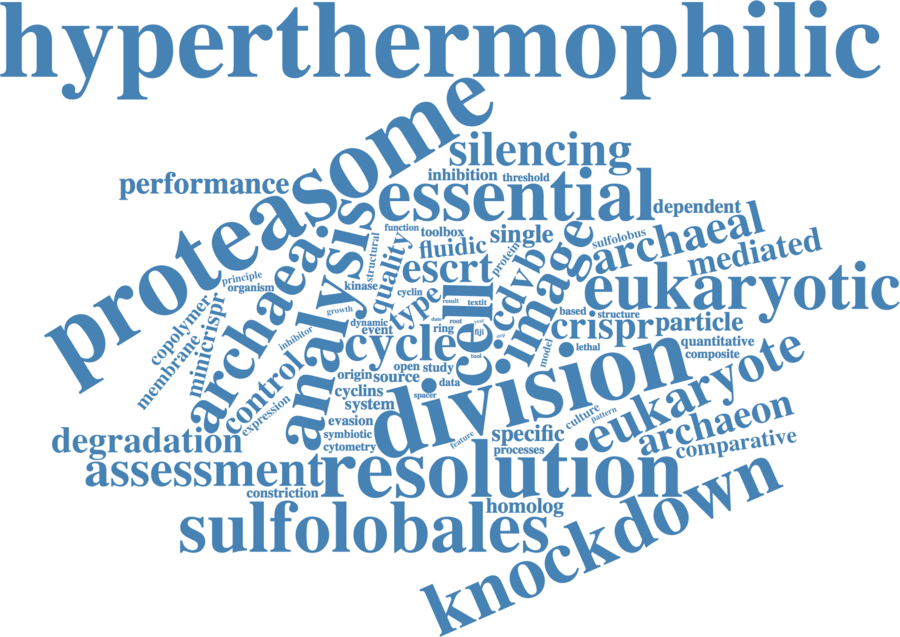 hyperthermophilic
proteasome
silencing
performance
inhibition
threshold
essential
dependent
function
toolbox
single
archaeal
sulfolobus
mediated
fluidic
structural
quality
protein
image
escrt
eukaryotic
principle
organism
archaea
analysis
kinase
cyclin
type
cell
cdvb
result
textit
copolymer
membrane
minicrispr
growth
dynamic
event
date
root
ring
year
fiji
step
based
structure
crispr
particle
inhibitor
control
cycle
tool
model
lethal
quantitative
composite
open
study
origin
source
data
cyclins
spacer
system
division
eukaryote
expression
evasion
symbiotic
cytometry
feature
specific
processes
culture
pattern
archaeon
comparative
degradation
assessment
resolution
constriction
homolog
sulfolobales
knockdown